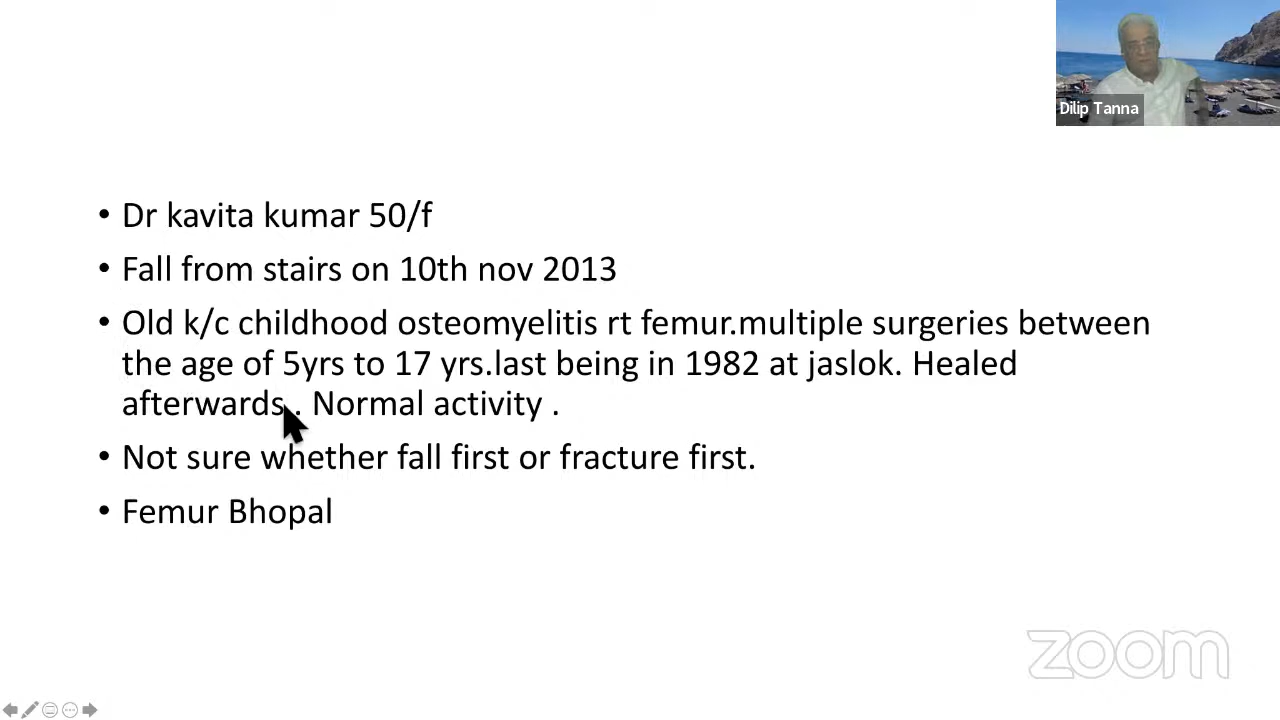 Dilip Tanna
• Dr kavita kumar 50/f
• Fall from stairs on 10th nov 2013
• Old k/c childhood osteomyelitis rt femur.multiple surgeries between
the age of 5yrs to 17 yrs.last being in 1982 at jaslok. Healed
afterwards . Normal activity .
• Not sure whether fall first or fracture first.
• Femur Bhopal
zoom